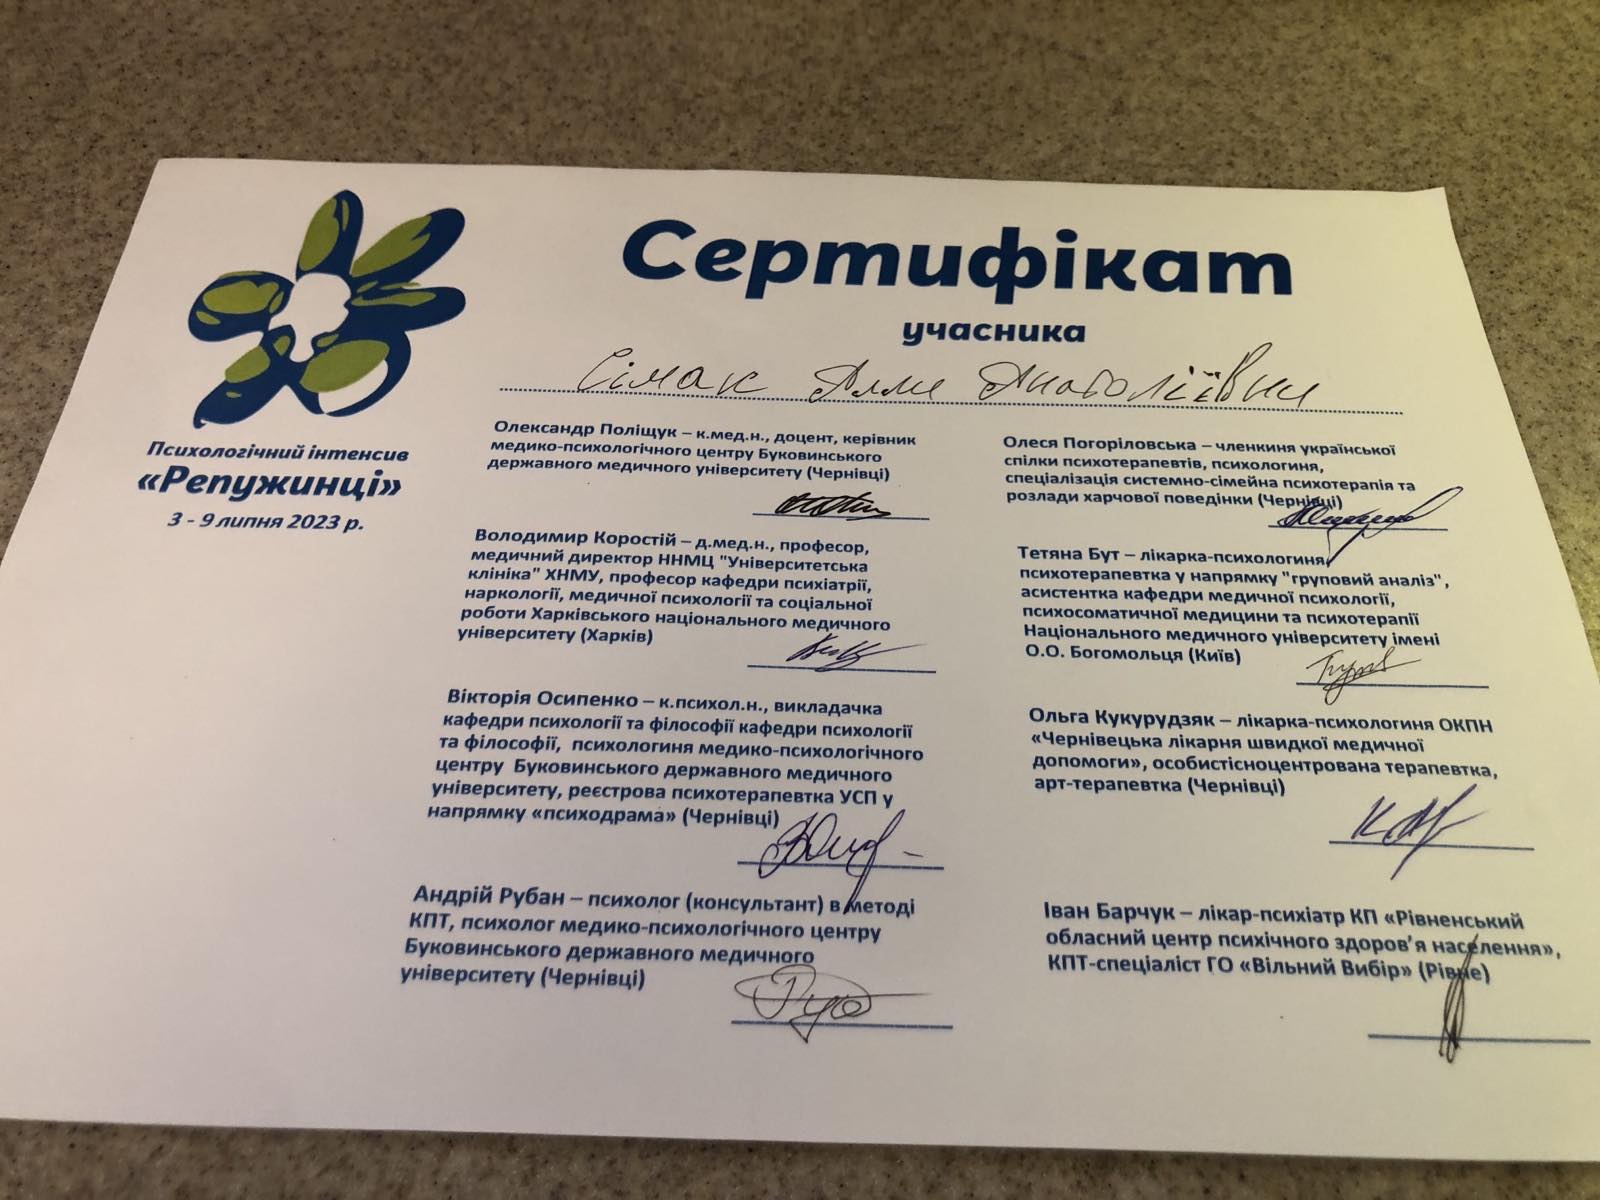 Сертифікат
учасника
Сімак Алли Анатоліївни
Психологічний інтенсив
«Репужинці»
3 - 9 липня 2023 р.
Олександр Поліщук – к.мед.н., доцент, керівник
медико-психологічного центру Буковинського
державного медичного університету (Чернівці)
Володимир Коростій – д.мед.н., професор,
медичний директор ННМЦ "Університетська
клініка" ХНМУ, професор кафедри психіатрії,
наркології, медичної психології та соціальної
роботи Харківського національного медичного
університету (Харків)
Вікторія Осипенко – к.психол.н., викладачка
кафедри психології та філософії кафедри психології
та філософії, психологиня медико-психологічного
центру Буковинського державного медичного
університету, реєстрова психотерапевтка УСП у
напрямку «психодрама» (Чернівці)
Андрій Рубан – психолог (консультант) в методі
КПТ, психолог медико-психологічного центру
Буковинського державного медичного
університету (Чернівці)
Олеся Погоріловська – членкиня української
спілки психотерапевтів, психологиня,
спеціалізація системно-сімейна психотерапія та
розлади харчової поведінки (Чернівці)
Тетяна Бут – лікарка-психологиня,
психотерапевтка у напрямку "груповий аналіз",
асистентка кафедри медичної психології,
психосоматичної медицини та психотерапії
Національного медичного університету імені
О.О. Богомольця (Київ)
Ольга Кукурудзяк – лікарка-психологиня ОКПН
«Чернівецька лікарня швидкої медичної
допомоги», особистісноцентрована терапевтка,
арт-терапевтка (Чернівці)
Іван Барчук – лікар-психіатр КП «Рівненський
обласний центр психічного здоров’я населення»,
КПТ-спеціаліст ГО «Вільний Вибір» (Рівне)